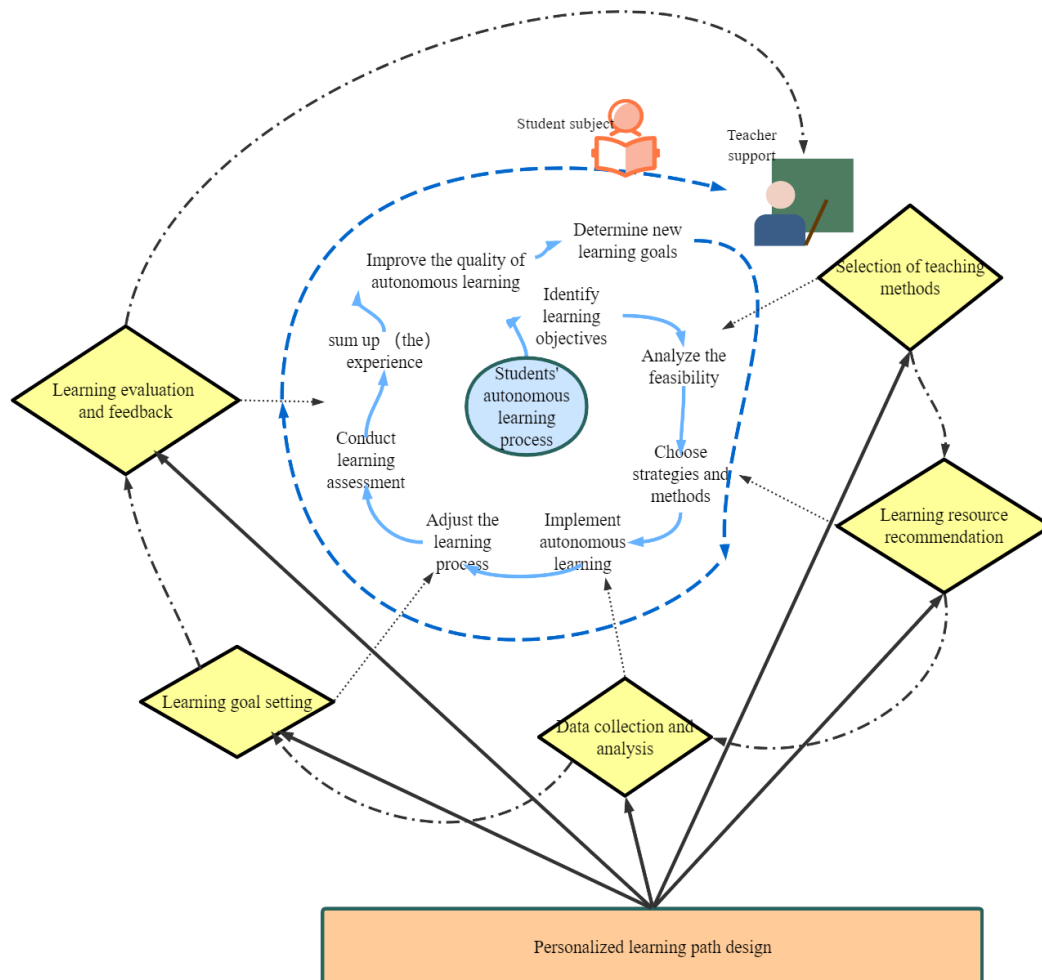 Student subject
Teacher
support
Determine new
learning goals
Improve the quality of
autonomous learning
Selection of teaching
methods
Identify
learning
objectives
sum up （the）
experience
Analyze the
feasibility
Students'
autonomous
learning
process
Learning evaluation
and feedback
Conduct
learning
assessment
Choose
strategies and
methods
Adjust the
learning
process
Implement
autonomous
learning
Learning resource
recommendation
Learning goal setting
Data collection and
analysis
Personalized learning path design